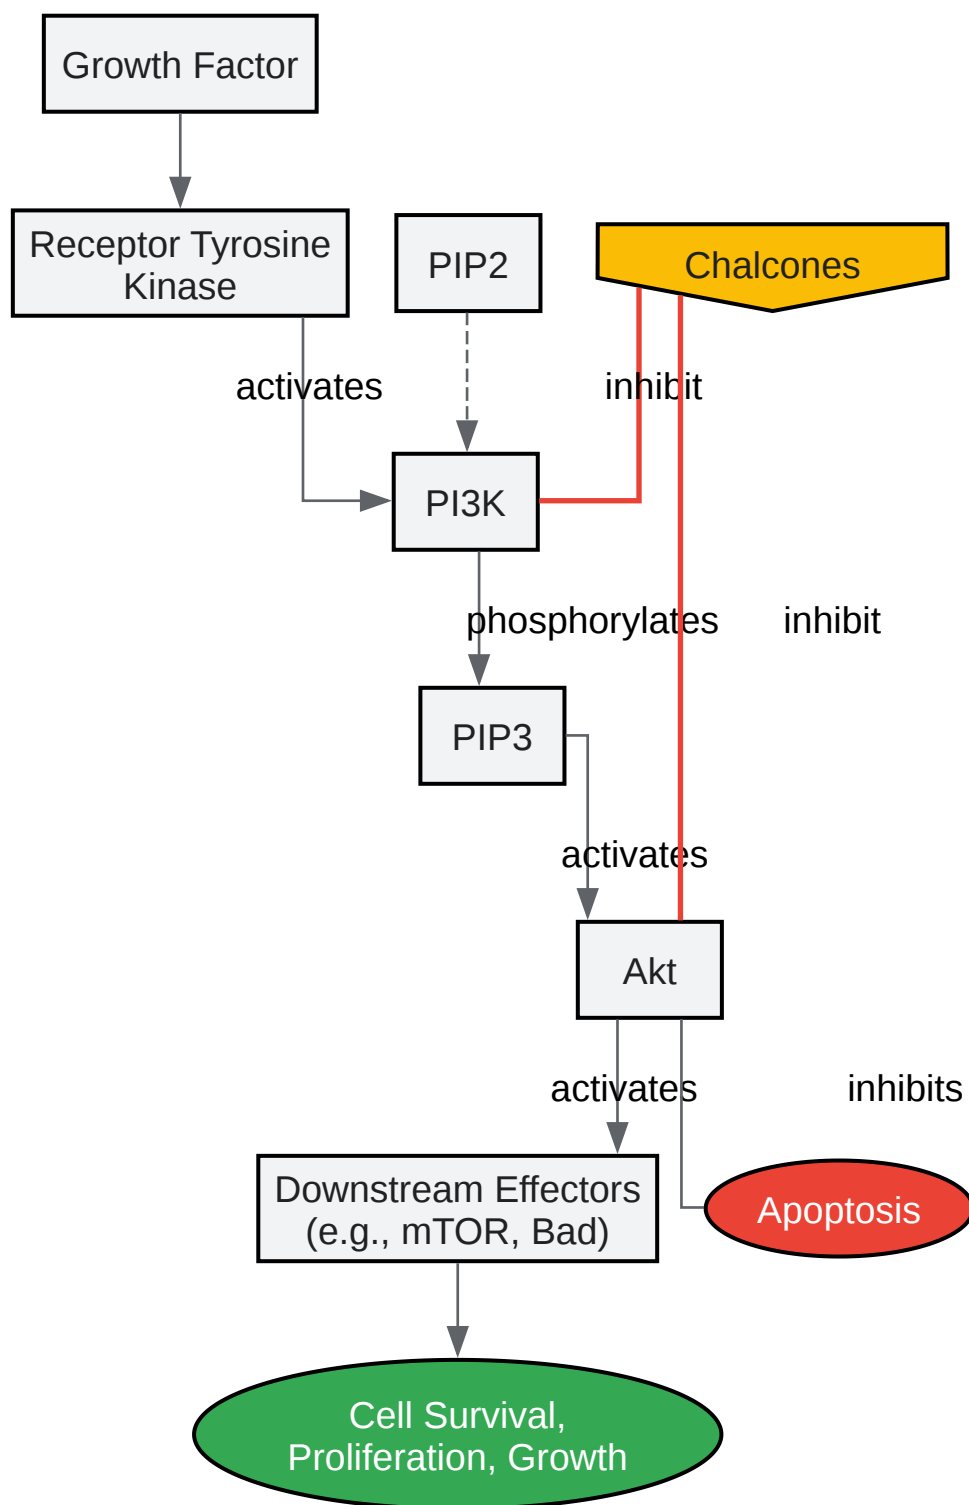 Growth Factor
Receptor Tyrosine
Kinase
PIP2
Chalcones
activates
inhibit
PI3K
phosphorylates
inhibit
PIP3
activates
Akt
activates
inhibits
Downstream Effectors
(e.g., mTOR, Bad)
Apoptosis
Cell Survival,
Proliferation, Growth